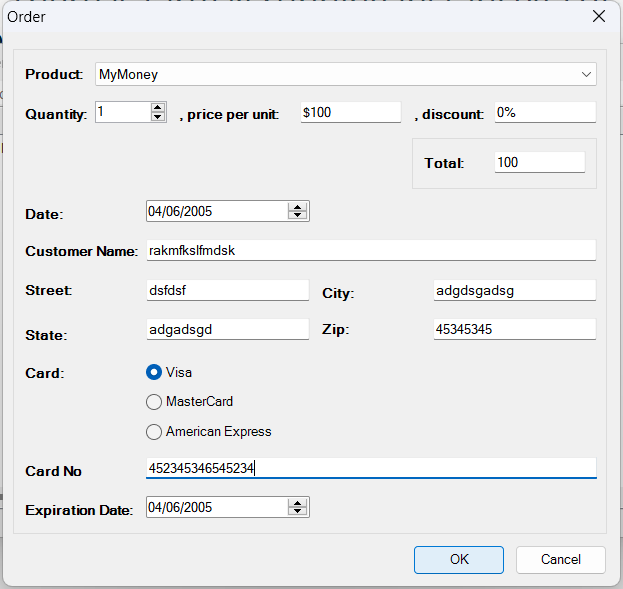 Order
Product: MyMoney
Quantity: 1 , price per unit: $100 , discount: 0%
Total: 100
Date: 04/06/2005
Customer Name: rakmfkslfmdsk
Street: dsfdsf City: adgdsgadsg
State: adgadsgd Zip: 45345345
Card: Visa
MasterCard
American Express
Card No 452345346545234
Expiration Date: 04/06/2005
OK Cancel